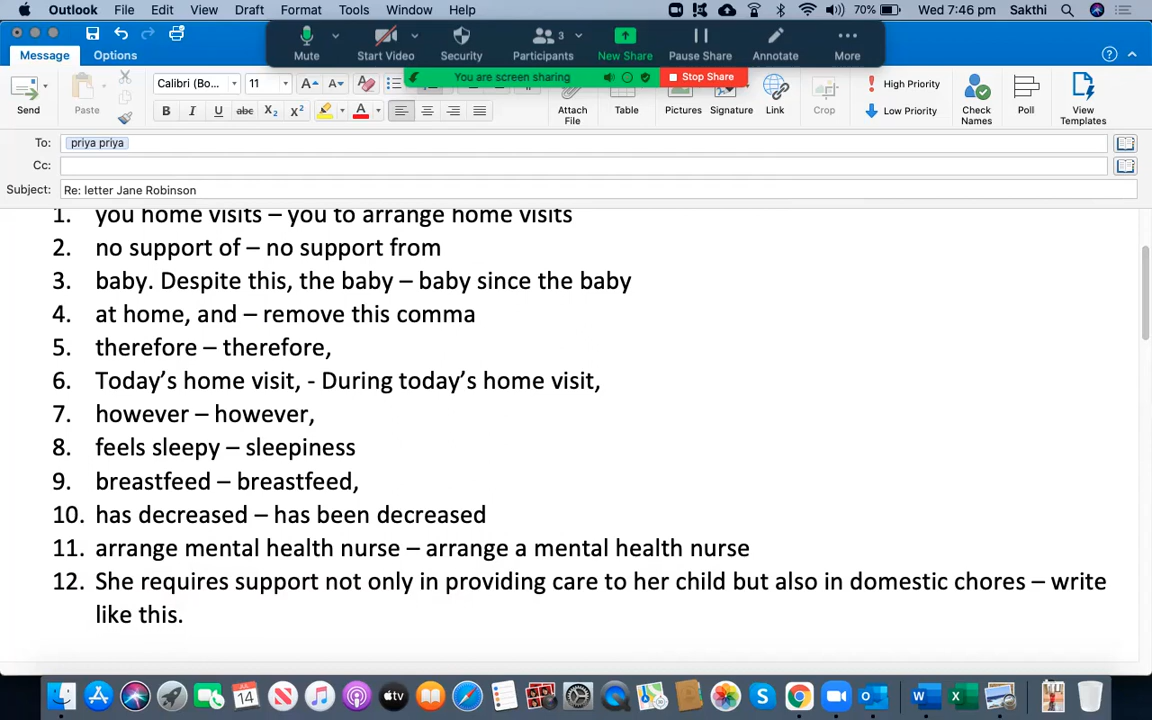 Outlook File Edit View Draft Format Tools Window Help 70% Wed 7:46 pm Sakthi
Message Options
Mute Start Video Security Participants 3 New Share Pause Share Annotate More
You are screen sharing Stop Share
Send Paste Calibri (Bo... 11 A A
B I U abc X₂ X² A
Attach File Table Pictures Signature Link Crop High Priority Low Priority Check Names Poll View Templates
To: priya priya
Cc:
Subject: Re: letter Jane Robinson
1. you home visits – you to arrange home visits
2. no support of – no support from
3. baby. Despite this, the baby – baby since the baby
4. at home, and – remove this comma
5. therefore – therefore,
6. Today's home visit, - During today's home visit,
7. however – however,
8. feels sleepy – sleepiness
9. breastfeed – breastfeed,
10. has decreased – has been decreased
11. arrange mental health nurse – arrange a mental health nurse
12. She requires support not only in providing care to her child but also in domestic chores – write
like this.
JUL 14 tv S W X O